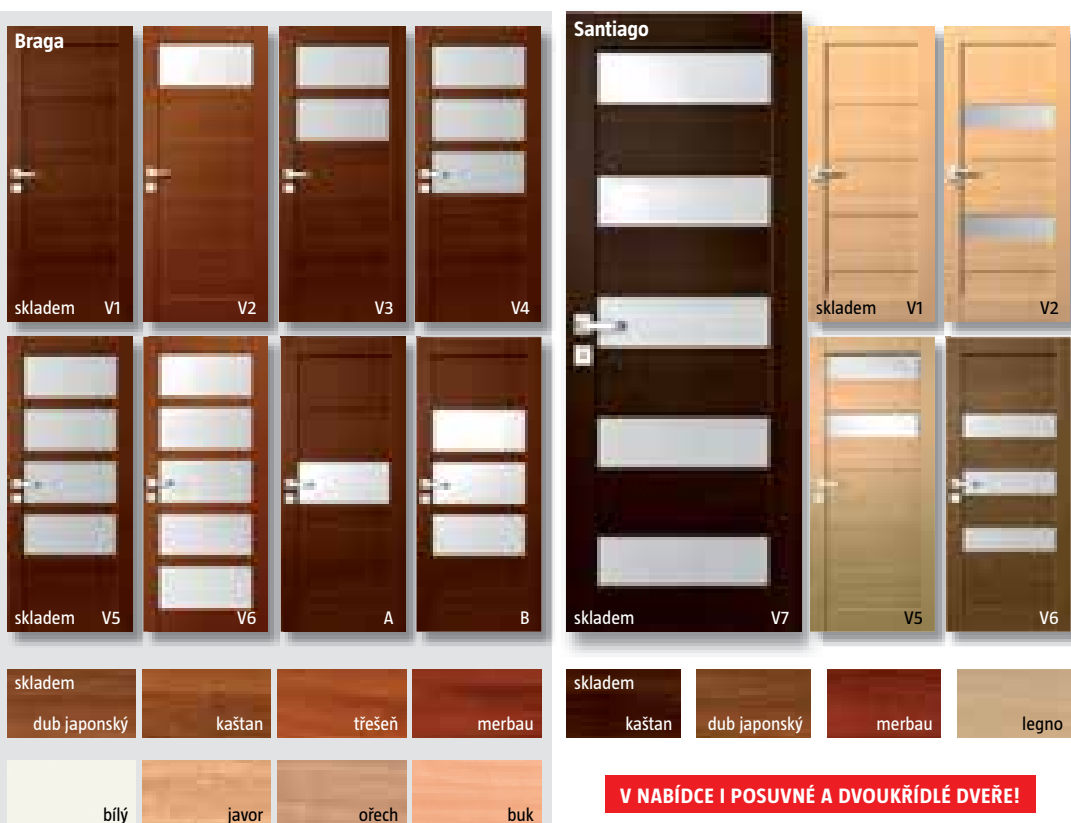 Braga
skladem V1
V2
V3
V4
skladem V5
V6
A
B
skladem
dub japonský
kaštan
třešeň
merbau
bílý
javor
ořech
buk
Santiago
skladem V7
skladem V1
V2
V5
V6
skladem
kaštan
dub japonský
merbau
legno
V NABÍDCE I POSUVNÉ A DVOUKŘÍDLÉ DVEŘE!